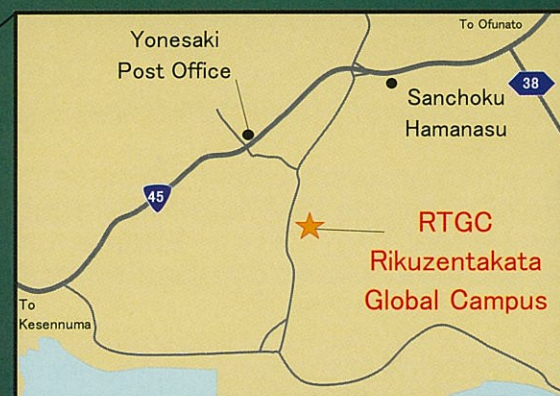 To Ofunato
Yonesaki
Post Office
38
Sanchoku
Hamanasu
45
RTGC
Rikuzentakata
Global Campus
To
Kesennuma